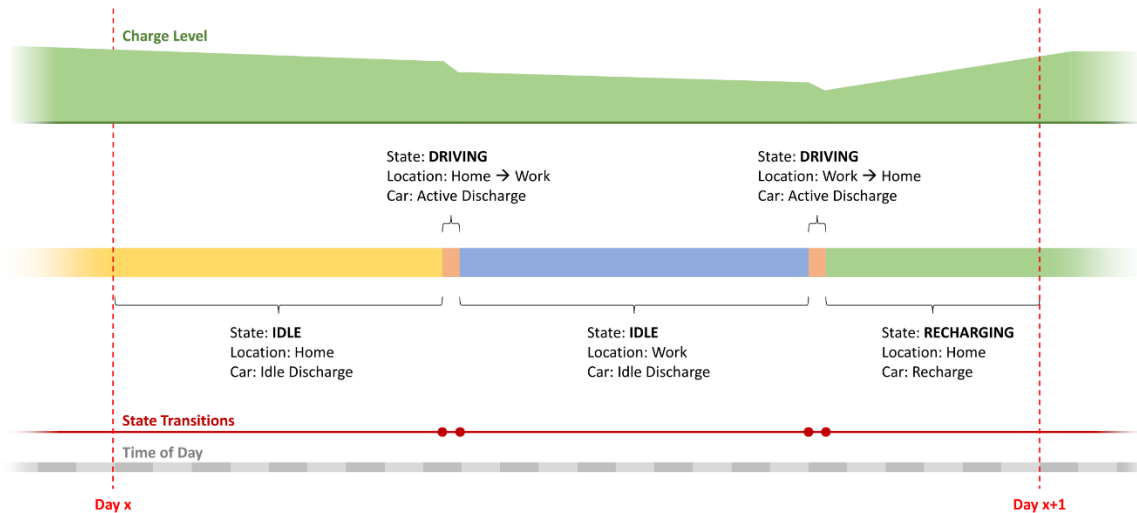 Charge Level
State: DRIVING
Location: Home → Work
Car: Active Discharge
State: DRIVING
Location: Work → Home
Car: Active Discharge
State: IDLE
Location: Home
Car: Idle Discharge
State: IDLE
Location: Work
Car: Idle Discharge
State: RECHARGING
Location: Home
Car: Recharge
State Transitions
Time of Day
Day x
Day x+1